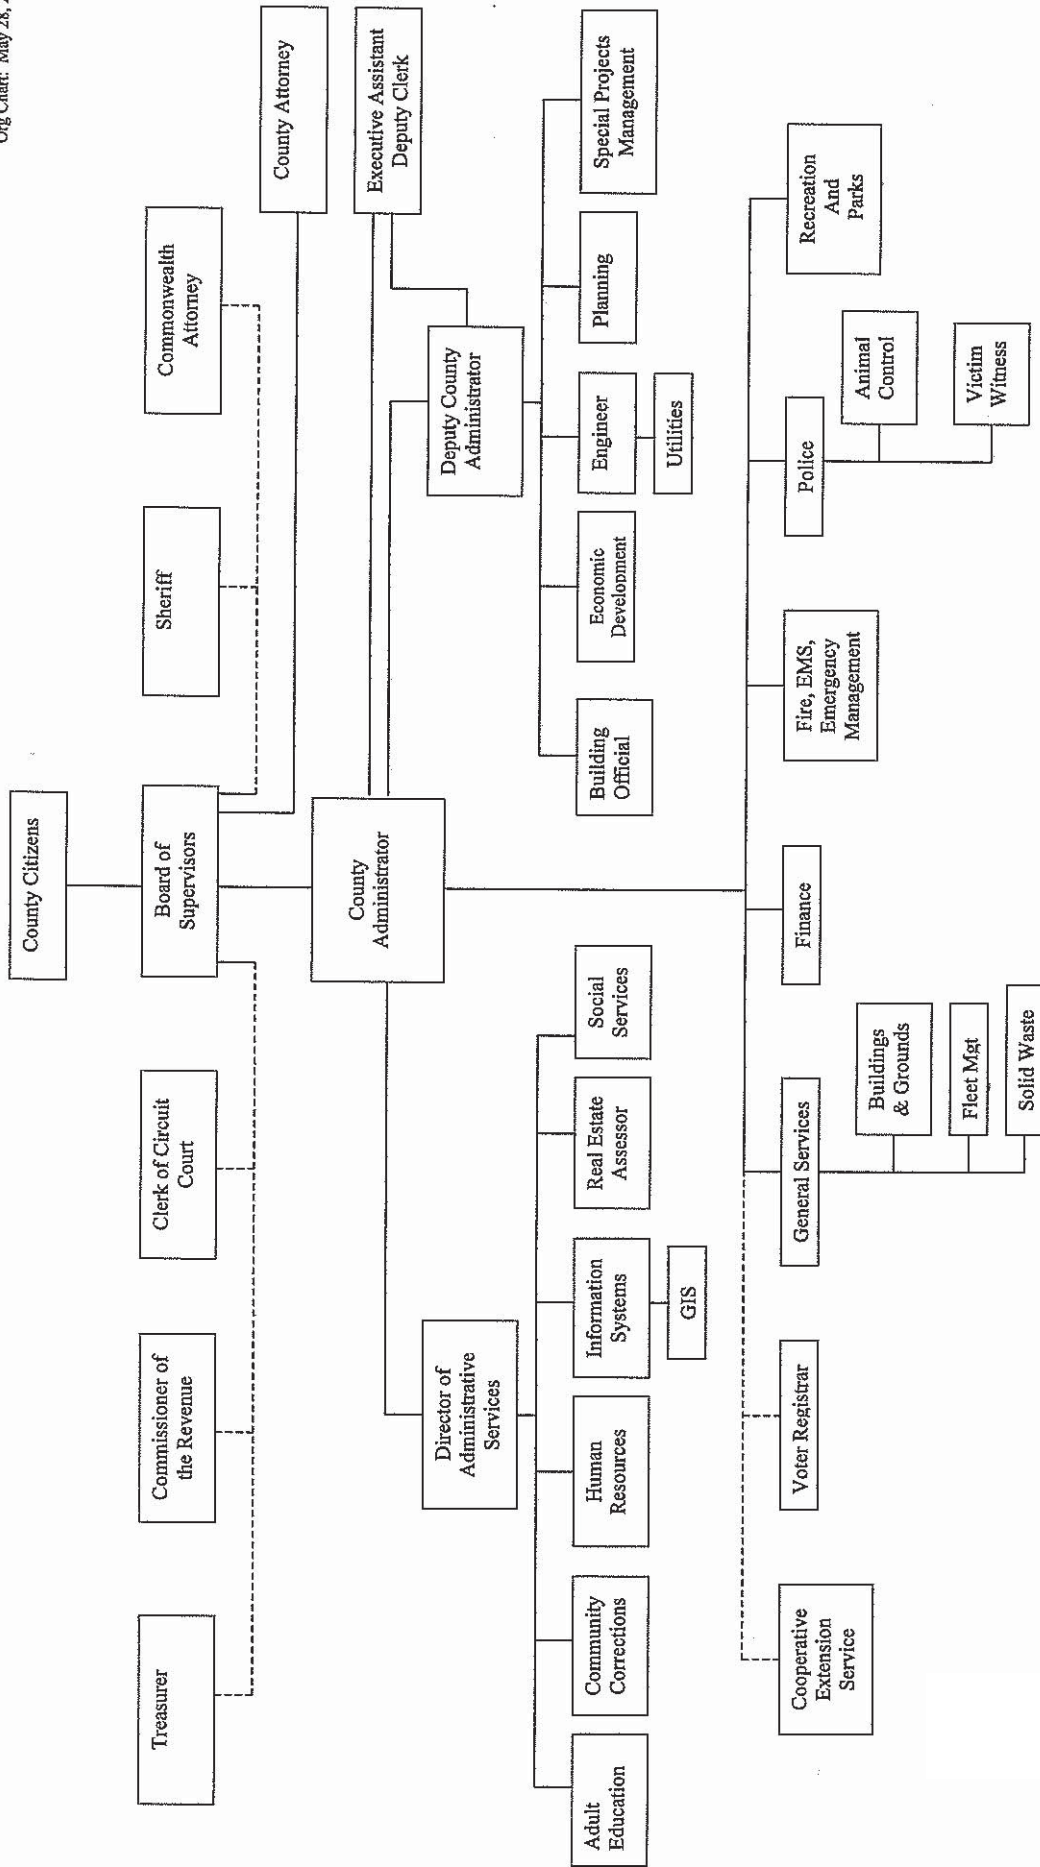 Org Chart: May 28,
County Citizens
Treasurer
Commissioner of
the Revenue
Clerk of Circuit
Court
Board of
Supervisors
Sheriff
Commonwealth
Attorney
County Attorney
County
Administrator
Executive Assistant
Deputy Clerk
Director of
Administrative
Services
Deputy County
Administrator
Adult
Education
Community
Corrections
Human
Resources
Information
Systems
GIS
Real Estate
Assessor
Social
Services
Building
Official
Economic
Development
Engineer
Utilities
Planning
Special Projects
Management
Cooperative
Extension
Service
Voter Registrar
General Services
Buildings
& Grounds
Fleet Mgt
Solid Waste
Finance
Fire, EMS,
Emergency
Management
Police
Animal
Control
Victim
Witness
Recreation
And
Parks